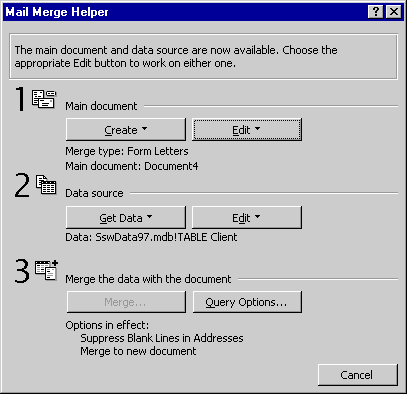 Mail Merge Helper
The main document and data source are now available. Choose the
appropriate Edit button to work on either one.
1 Main document
Create Edit
Merge type: Form Letters
Main document: Document4
2 Data source
Get Data Edit
Data: SswData97.mdb!TABLE Client
3 Merge the data with the document
Merge... Query Options...
Options in effect:
Suppress Blank Lines in Addresses
Merge to new document
Cancel